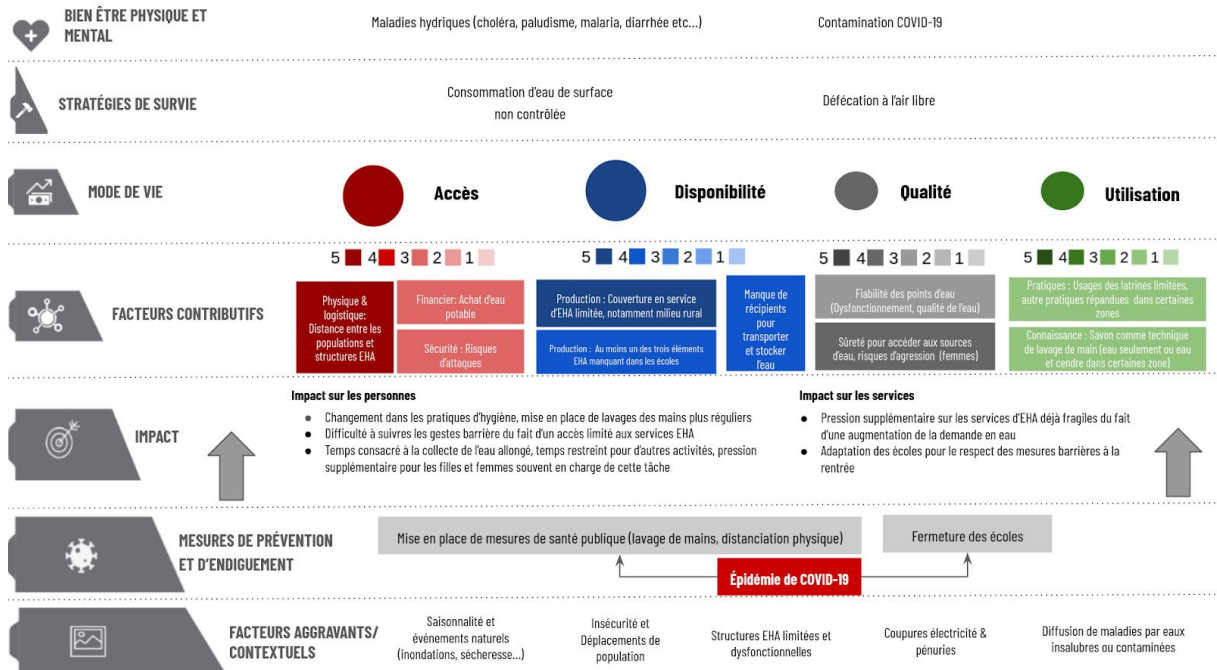 BIEN ÊTRE PHYSIQUE ET
MENTAL
Maladies hydriques (choléra, paludisme, malaria, diarrhée etc...)
Contamination COVID-19
STRATÉGIES DE SURVIE
Consommation d'eau de surface
non contrôlée
Défécation à l'air libre
MODE DE VIE
Accès
Disponibilité
Qualité
Utilisation
5 4 3 2 1
5 4 3 2 1
5 4 3 2 1
5 4 3 2 1
FACTEURS CONTRIBUTIFS
Physique &
logistique:
Distance entre les
populations et
structures EHA
Financier: Achat d'eau
potable
Sécurité : Risques
d'attaques
Production : Couverture en service
d'EHA limitée, notamment milieu rural
Production : Au moins un des trois éléments
EHA manquant dans les écoles
Manque de
récipients
pour
transporter
et stocker
l'eau
Fiabilité des points d'eau
(Dysfonctionnement, qualité de l'eau)
Sûreté pour accéder aux sources
d'eau, risques d'agression (femmes)
Pratiques : Usages des latrines limitées,
autre pratiques répandues dans certaines
zones
Connaissance : Savon comme technique
de lavage de main (eau seulement ou eau
et cendre dans certaines zone)
IMPACT
Impact sur les personnes
● Changement dans les pratiques d'hygiène, mise en place de lavages des mains plus réguliers
● Difficulté à suivres les gestes barrière du fait d'un accès limité aux services EHA
● Temps consacré à la collecte de l'eau allongé, temps restreint pour d'autres activités, pression
supplémentaire pour les filles et femmes souvent en charge de cette tâche
Impact sur les services
● Pression supplémentaire sur les services d'EHA déjà fragiles du fait
d'une augmentation de la demande en eau
● Adaptation des écoles pour le respect des mesures barrières à la
rentrée
MESURES DE PRÉVENTION
ET D'ENDIGUEMENT
Mise en place de mesures de santé publique (lavage de mains, distanciation physique)
Fermeture des écoles
Épidémie de COVID-19
FACTEURS AGGRAVANTS/
CONTEXTUELS
Saisonnalité et
événements naturels
(inondations, sécheresse...)
Insécurité et
Déplacements de
population
Structures EHA limitées et
dysfonctionnelles
Coupures électricité &
pénuries
Diffusion de maladies par eaux
insalubres ou contaminées